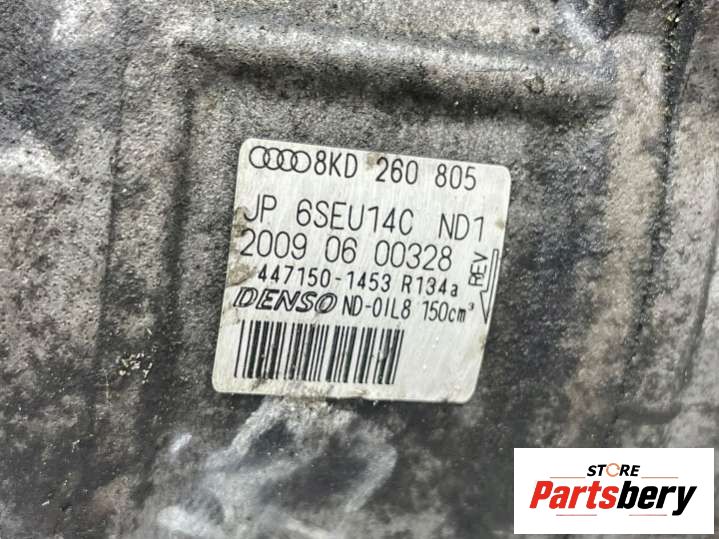 8KD 260 805
JP 6SEU14C ND1
2009 06 00328
447150-1453 R134a
REV
DENSO ND-OIL8 150cm³
STORE
Partsbery